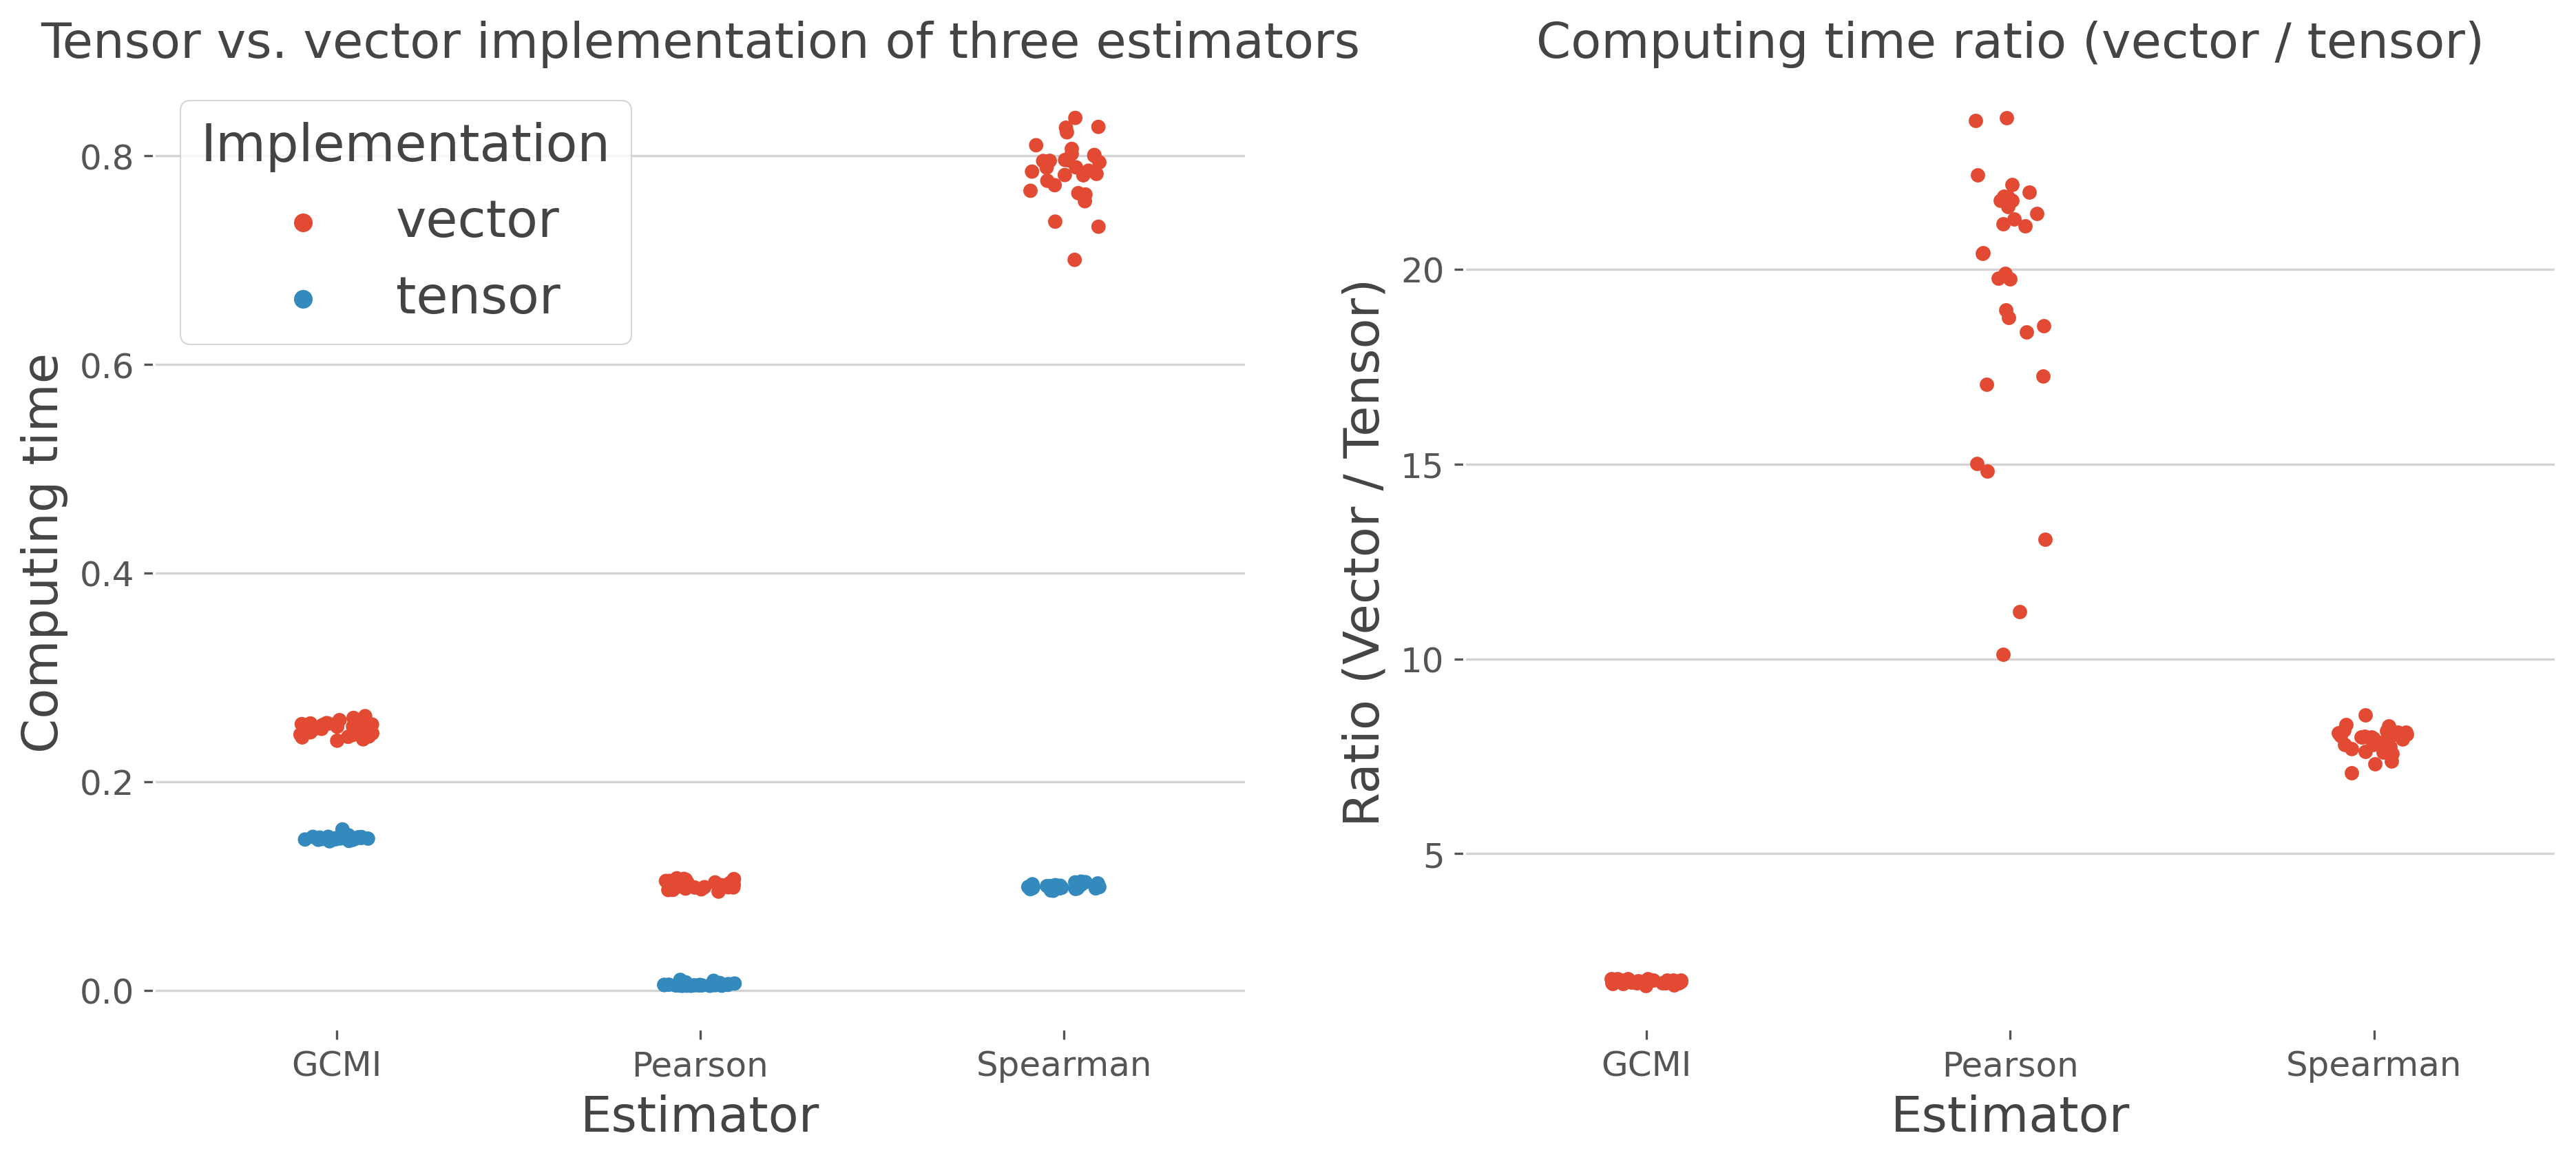 Tensor vs. vector implementation of three estimators
Implementation
vector
tensor
0.8
0.6
0.4
0.2
0.0
Computing time
GCMI
Pearson
Spearman
Estimator
Computing time ratio (vector / tensor)
20
15
10
5
Ratio (Vector / Tensor)
GCMI
Pearson
Spearman
Estimator